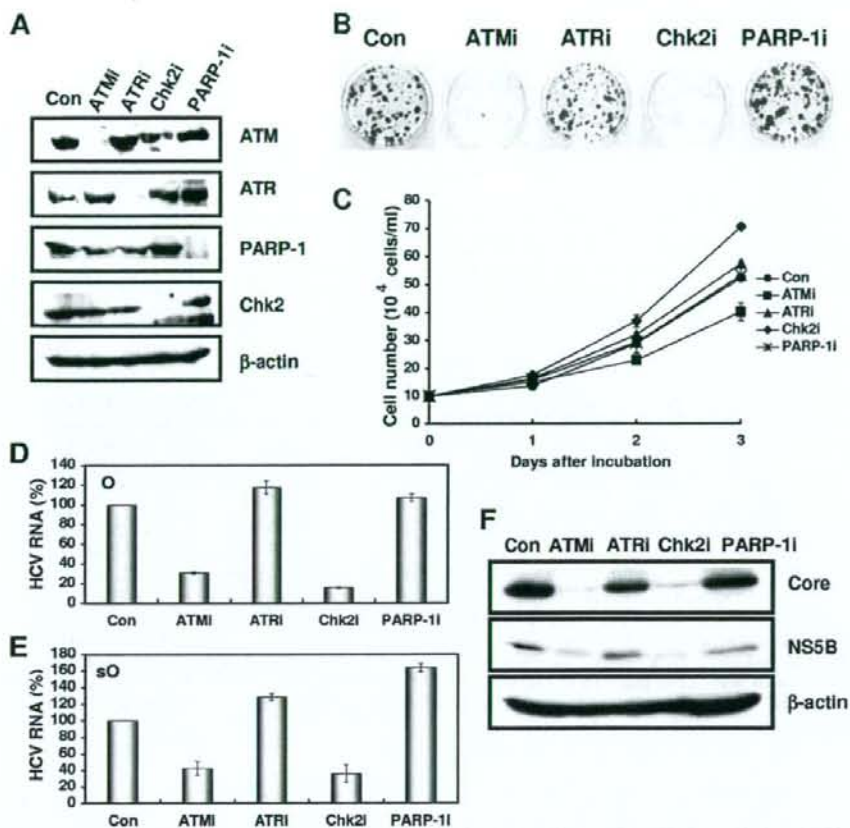 A
Con ATMi ATRi Chk2i PARP-1i
ATM
ATR
PARP-1
Chk2
β-actin
B
Con ATMi ATRi Chk2i PARP-1i
C
Cell number (10^4 cells/ml)
80
70
60
50
40
30
20
10
0
0 1 2 3
Days after incubation
Con
ATMi
ATRi
Chk2i
PARP-1i
D
O
HCV RNA (%)
140
120
100
80
60
40
20
0
Con ATMi ATRi Chk2i PARP-1i
E
sO
HCV RNA (%)
180
160
140
120
100
80
60
40
20
0
Con ATMi ATRi Chk2i PARP-1i
F
Con ATMi ATRi Chk2i PARP-1i
Core
NS5B
β-actin